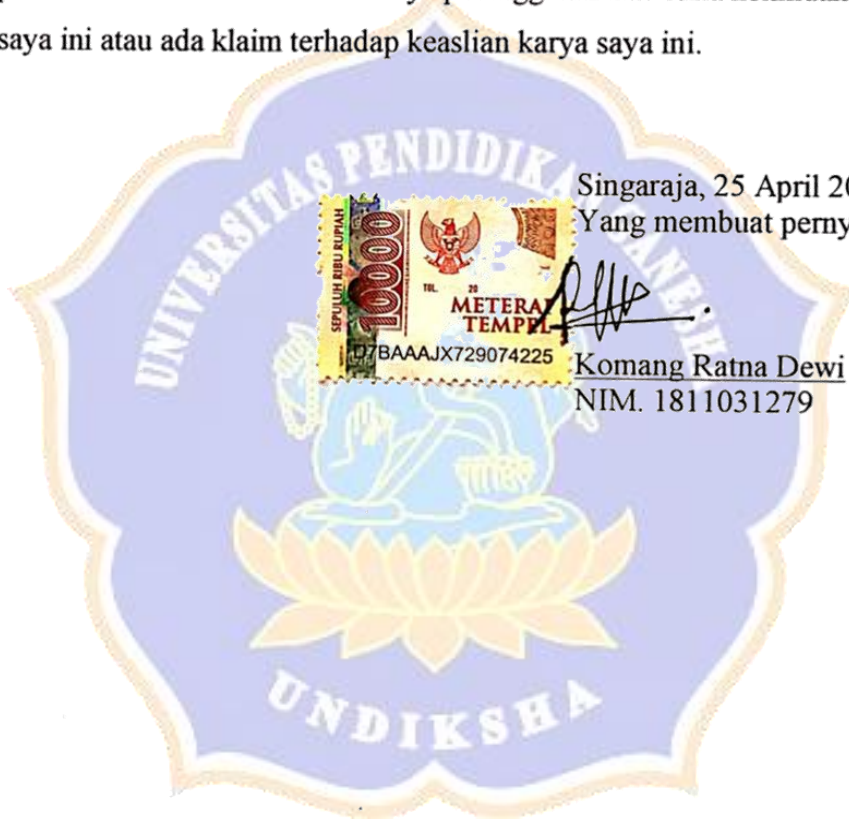 saya ini atau ada klaim terhadap keaslian karya saya ini.
UNIVERSITAS PENDIDIKAN GANESHA
Singaraja, 25 April 20
Yang membuat perny
SEPULUH RIBU RUPIAH
10000
TGL. 20
METERAI
TEMPEL
D7BAAAJX729074225
Komang Ratna Dewi
NIM. 1811031279
UNDIKSHA